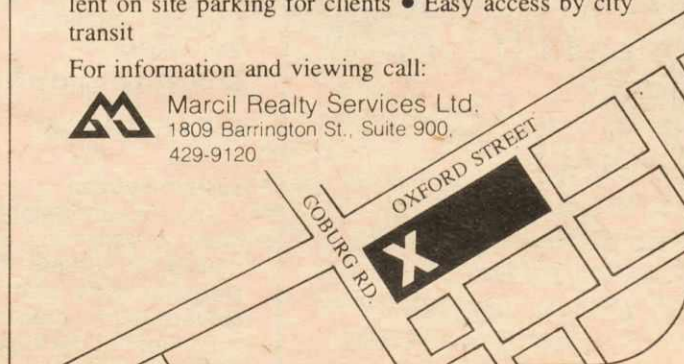 lent on site parking for clients • Easy access by city
transit
For information and viewing call:
Marcil Realty Services Ltd.
1809 Barrington St., Suite 900,
429-9120
OXFORD STREET
COBURG RD.
X